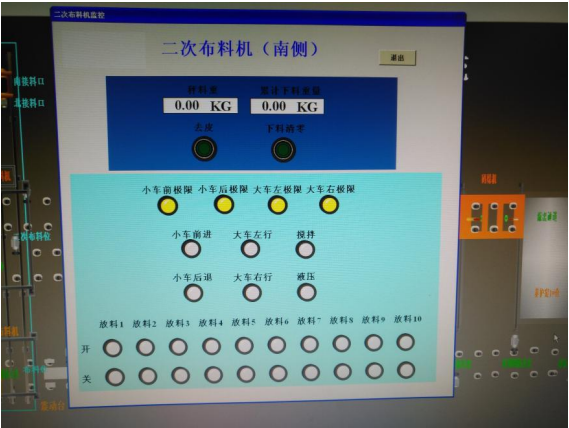 二次布料机监控
二次布料机（南侧）
退出
材料重
累计下料重量
0.00 KG
0.00 KG
去皮
下料清零
小车前极限 小车后极限 大车左极限 大车右极限
小车前进 大车左行 搅拌
小车后退 大车右行 液压
放料1 放料2 放料3 放料4 放料5 放料6 放料7 放料8 放料9 放料10
开
关
南接料口
北接料口
二次布料位